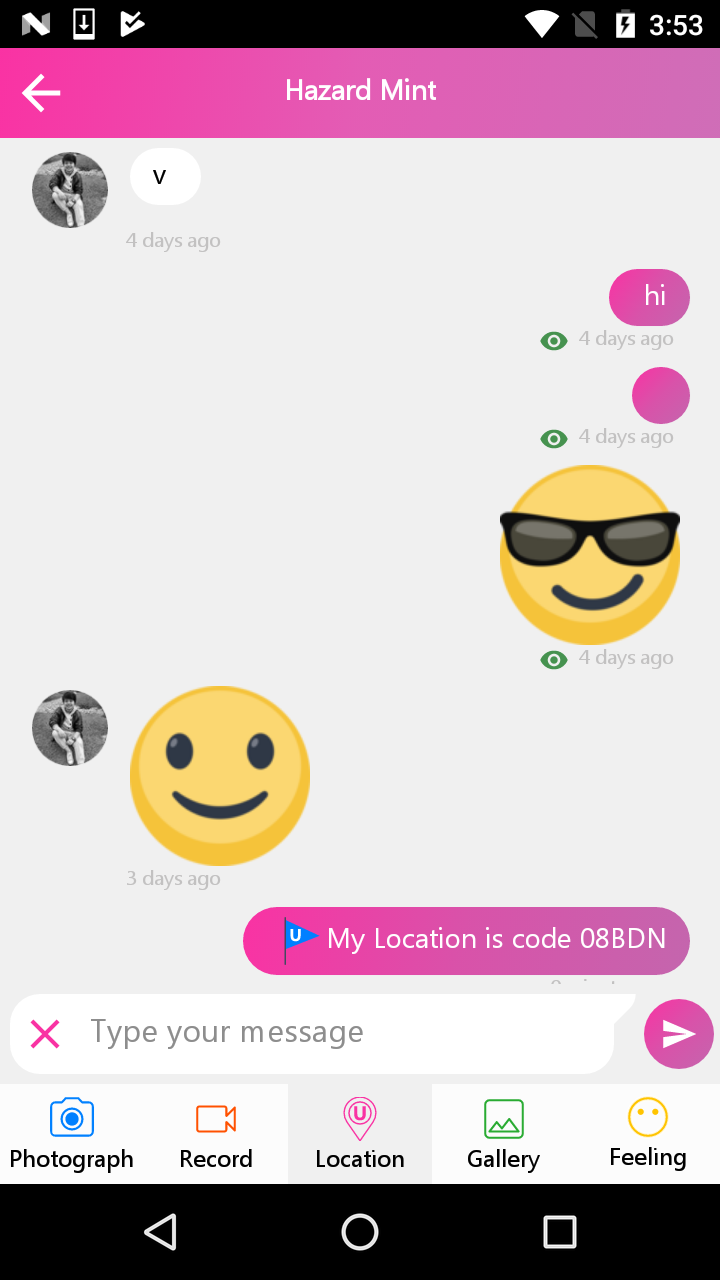 3:53
Hazard Mint
v
4 days ago
hi
4 days ago
4 days ago
4 days ago
3 days ago
U My Location is code 08BDN
Type your message
U
Photograph Record Location Gallery Feeling